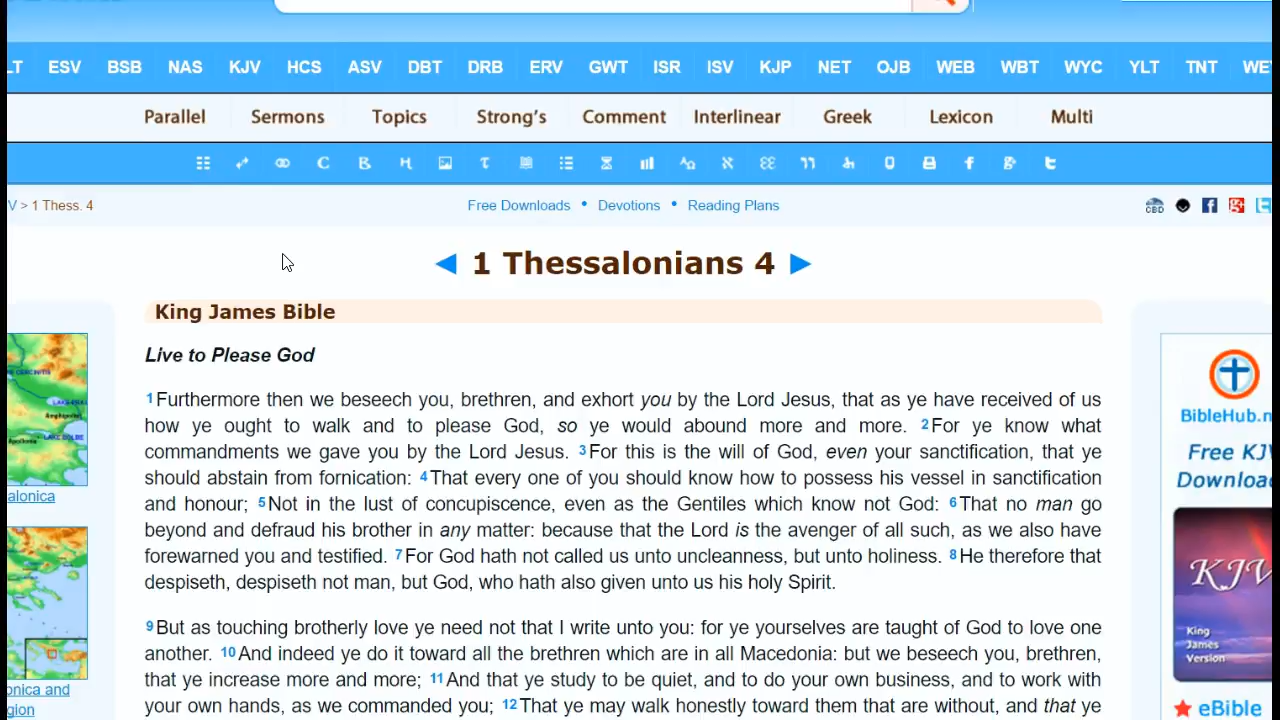 LT ESV BSB NAS KJV HCS ASV DBT DRB ERV GWT ISR ISV KJP NET OJB WEB WBT WYC YLT TNT WE
Parallel Sermons Topics Strong's Comment Interlinear Greek Lexicon Multi
V > 1 Thess. 4 Free Downloads • Devotions • Reading Plans
CBD
◄ 1 Thessalonians 4 ►
King James Bible
Live to Please God
1Furthermore then we beseech you, brethren, and exhort you by the Lord Jesus, that as ye have received of us
how ye ought to walk and to please God, so ye would abound more and more. 2For ye know what
commandments we gave you by the Lord Jesus. 3For this is the will of God, even your sanctification, that ye
should abstain from fornication: 4That every one of you should know how to possess his vessel in sanctification
and honour; 5Not in the lust of concupiscence, even as the Gentiles which know not God: 6That no man go
beyond and defraud his brother in any matter: because that the Lord is the avenger of all such, as we also have
forewarned you and testified. 7For God hath not called us unto uncleanness, but unto holiness. 8He therefore that
despiseth, despiseth not man, but God, who hath also given unto us his holy Spirit.
9But as touching brotherly love ye need not that I write unto you: for ye yourselves are taught of God to love one
another. 10And indeed ye do it toward all the brethren which are in all Macedonia: but we beseech you, brethren,
that ye increase more and more; 11And that ye study to be quiet, and to do your own business, and to work with
your own hands, as we commanded you; 12That ye may walk honestly toward them that are without, and that ye
Amphipolis
Apollonia
alonica
onica and
gion
BibleHub.n
Free KJV
Download
KJV
King
James
Version
eBible